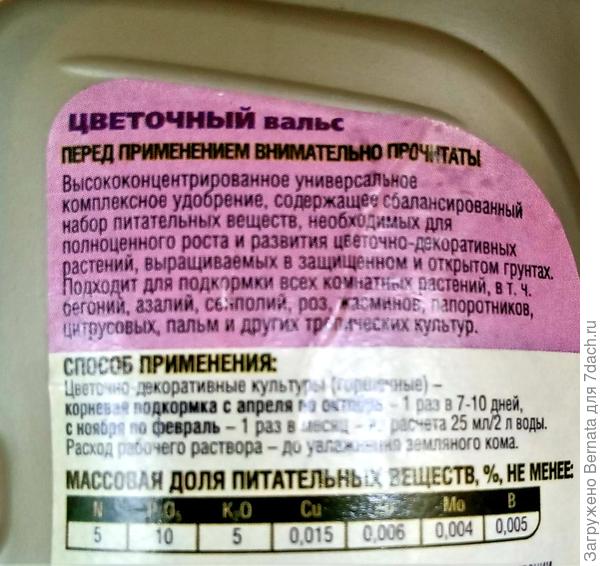 ЦВЕТОЧНЫЙ вальс
ПЕРЕД ПРИМЕНЕНИЕМ ВНИМАТЕЛЬНО ПРОЧИТАТЬ!
Высококонцентрированное универсальное
комплексное удобрение, содержащее сбалансированный
набор питательных веществ, необходимых для
полноценного роста и развития цветочно-декоративных
растений, выращиваемых в защищенном и открытом грунтах.
Подходит для подкормки всех комнатных растений, в т. ч.
бегоний, азалий, сенполий, роз, жасминов, папоротников,
цитрусовых, пальм и других тропических культур.
СПОСОБ ПРИМЕНЕНИЯ:
Цветочно-декоративные культуры (горшечные) –
корневая подкормка с апреля по октябрь – 1 раз в 7-10 дней,
с ноября по февраль – 1 раз в месяц – из расчета 25 мл/2 л воды.
Расход рабочего раствора – до увлажнения земляного кома.
МАССОВАЯ ДОЛЯ ПИТАТЕЛЬНЫХ ВЕЩЕСТВ, %, НЕ МЕНЕЕ:
N P₂O₅ K₂O Cu Mo B
5 10 5 0,015 0,006 0,004 0,005
Загружено Bernata для 7dach.ru